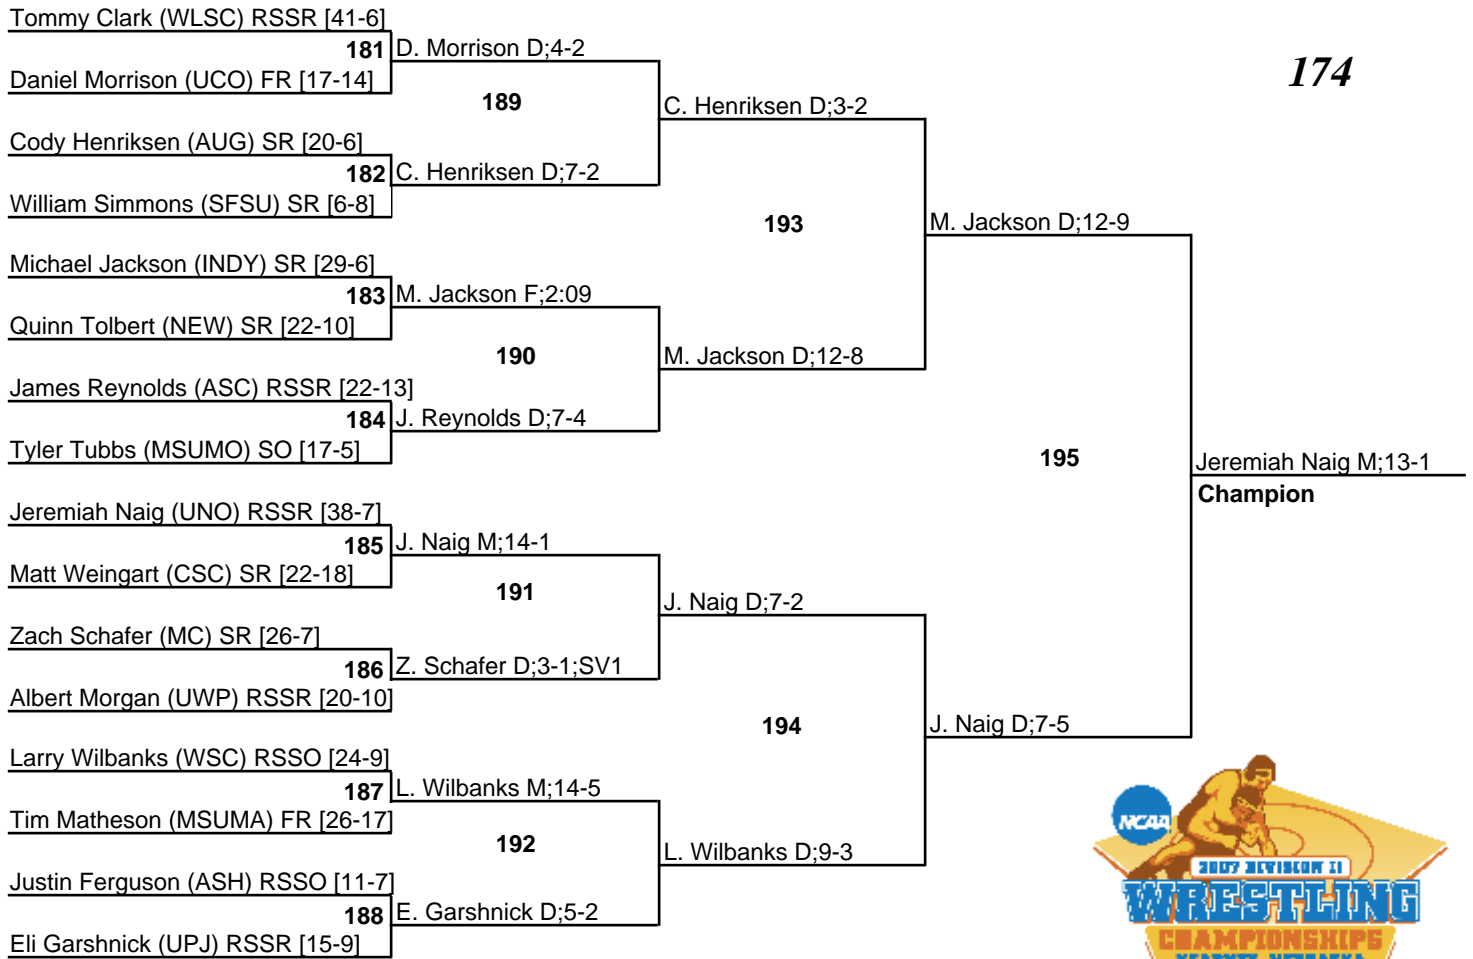 Tommy Clark (WLSC) RSSR [41-6]
181 D. Morrison D;4-2
174
Daniel Morrison (UCO) FR [17-14]
189
C. Henriksen D;3-2
Cody Henriksen (AUG) SR [20-6]
182 C. Henriksen D;7-2
William Simmons (SFSU) SR [6-8]
193
M. Jackson D;12-9
Michael Jackson (INDY) SR [29-6]
183 M. Jackson F;2:09
Quinn Tolbert (NEW) SR [22-10]
190
M. Jackson D;12-8
James Reynolds (ASC) RSSR [22-13]
184 J. Reynolds D;7-4
Tyler Tubbs (MSUMO) SO [17-5]
195
Jeremiah Naig M;13-1
Champion
Jeremiah Naig (UNO) RSSR [38-7]
185 J. Naig M;14-1
Matt Weingart (CSC) SR [22-18]
191
J. Naig D;7-2
Zach Schafer (MC) SR [26-7]
186 Z. Schafer D;3-1;SV1
Albert Morgan (UWP) RSSR [20-10]
194
J. Naig D;7-5
Larry Wilbanks (WSC) RSSO [24-9]
187 L. Wilbanks M;14-5
Tim Matheson (MSUMA) FR [26-17]
192
L. Wilbanks D;9-3
Justin Ferguson (ASH) RSSO [11-7]
188 E. Garshnick D;5-2
Eli Garshnick (UPJ) RSSR [15-9]
NCAA
2007 DIVISION II
WRESTLING
CHAMPIONSHIPS